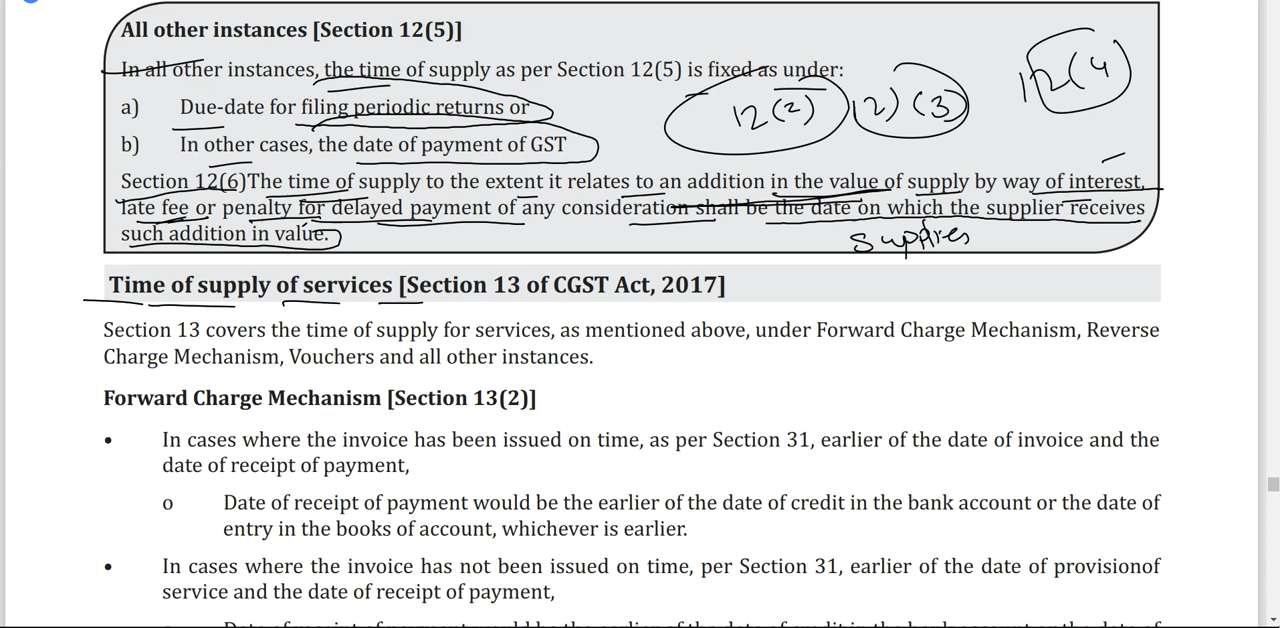 All other instances [Section 12(5)]
In all other instances, the time of supply as per Section 12(5) is fixed as under:
12(4)
a) Due-date for filing periodic returns or
12(2) 12)(3)
b) In other cases, the date of payment of GST
Section 12(6)The time of supply to the extent it relates to an addition in the value of supply by way of interest,
late fee or penalty for delayed payment of any consideration shall be the date on which the supplier receives
such addition in value.
Supplies
Time of supply of services [Section 13 of CGST Act, 2017]
Section 13 covers the time of supply for services, as mentioned above, under Forward Charge Mechanism, Reverse
Charge Mechanism, Vouchers and all other instances.
Forward Charge Mechanism [Section 13(2)]
• In cases where the invoice has been issued on time, as per Section 31, earlier of the date of invoice and the
date of receipt of payment,
o Date of receipt of payment would be the earlier of the date of credit in the bank account or the date of
entry in the books of account, whichever is earlier.
• In cases where the invoice has not been issued on time, per Section 31, earlier of the date of provisionof
service and the date of receipt of payment,